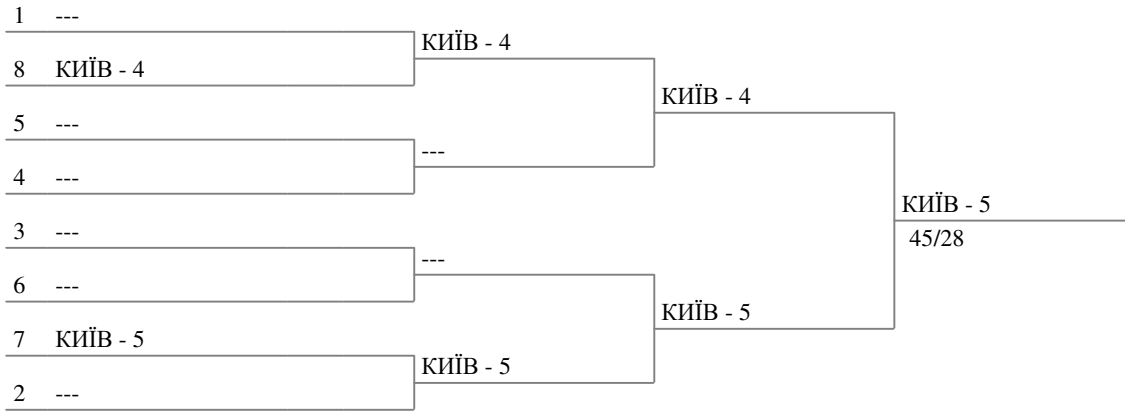 1 ---
КИЇВ - 4
8 КИЇВ - 4
КИЇВ - 4
5 ---
---
4 ---
КИЇВ - 5
3 ---
45/28
---
6 ---
КИЇВ - 5
7 КИЇВ - 5
КИЇВ - 5
2 ---